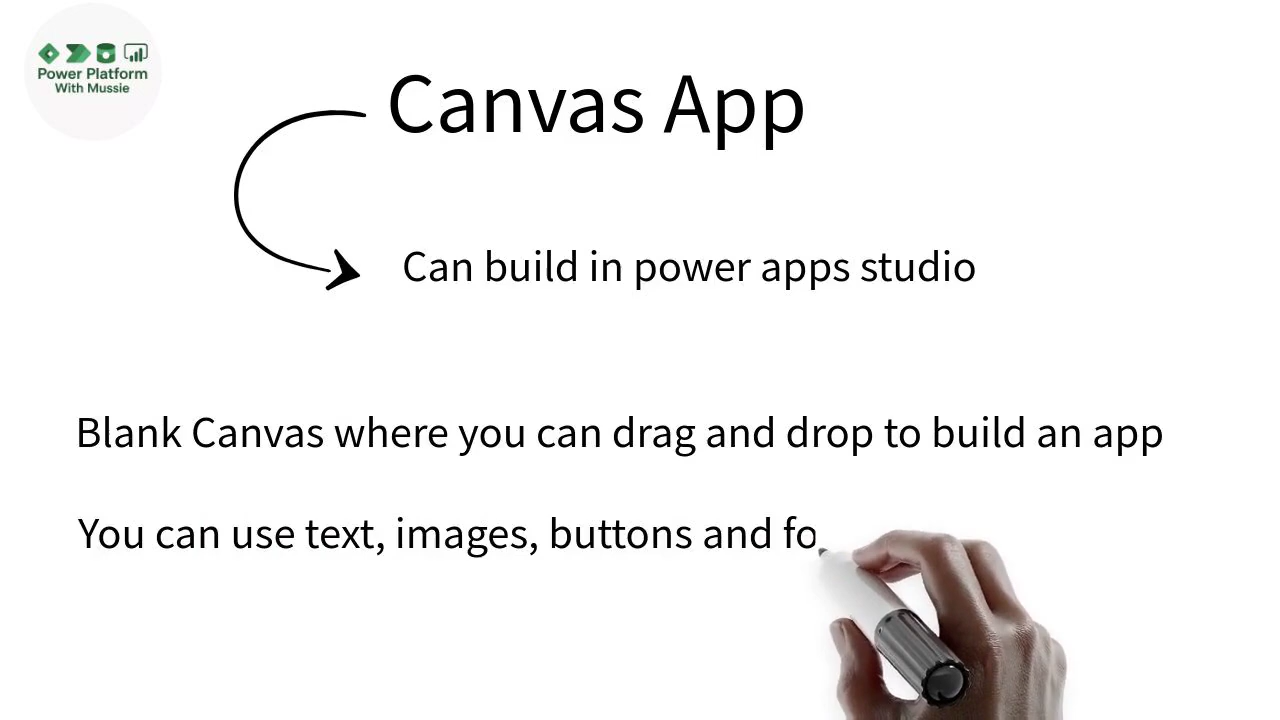 Power Platform
With Mussie
Canvas App
Can build in power apps studio
Blank Canvas where you can drag and drop to build an app
You can use text, images, buttons and fo